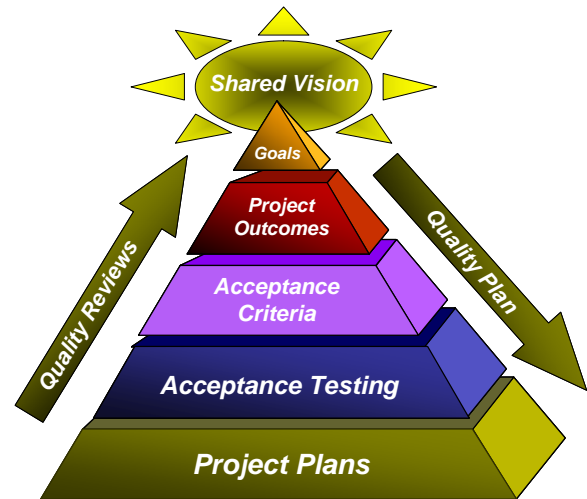 Shared Vision
Goals
Project
Outcomes
Quality Reviews
Quality Plan
Acceptance
Criteria
Acceptance Testing
Project Plans